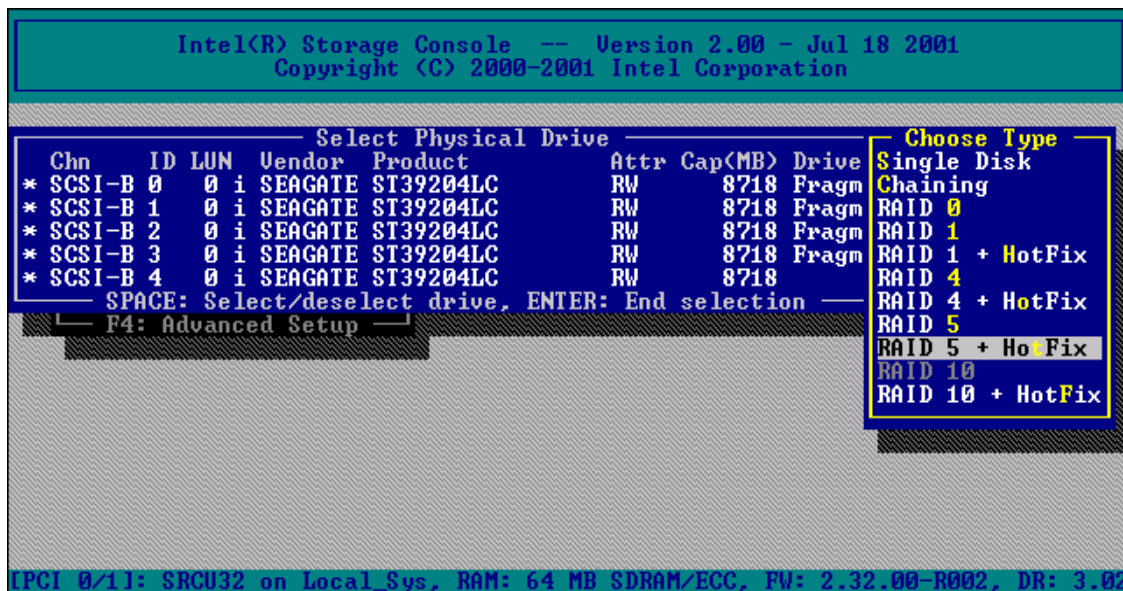 Intel(R) Storage Console -- Version 2.00 - Jul 18 2001
Copyright (C) 2000-2001 Intel Corporation
Select Physical Drive
Chn ID LUN Vendor Product Attr Cap(MB) Drive
* SCSI-B 0 0 i SEAGATE ST39204LC RW 8718 Fragm
* SCSI-B 1 0 i SEAGATE ST39204LC RW 8718 Fragm
* SCSI-B 2 0 i SEAGATE ST39204LC RW 8718 Fragm
* SCSI-B 3 0 i SEAGATE ST39204LC RW 8718 Fragm
* SCSI-B 4 0 i SEAGATE ST39204LC RW 8718
SPACE: Select/deselect drive, ENTER: End selection
F4: Advanced Setup
Choose Type
Single Disk
Chaining
RAID 0
RAID 1
RAID 1 + HotFix
RAID 4
RAID 4 + HotFix
RAID 5
RAID 5 + HotFix
RAID 10
RAID 10 + HotFix
[PCI 0/1]: SRCU32 on Local_Sys, RAM: 64 MB SDRAM/ECC, FW: 2.32.00-R002, DR: 3.02